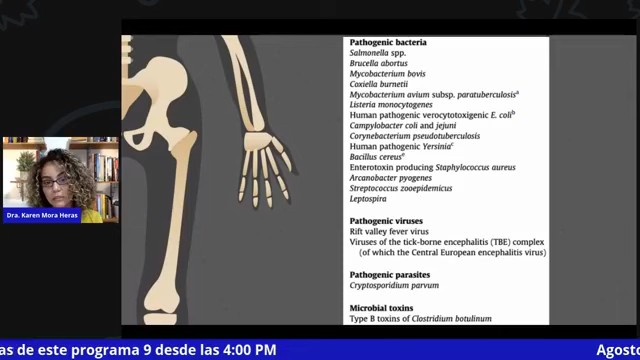 Pathogenic bacteria
Salmonella spp.
Brucella abortus
Mycobacterium bovis
Coxiella burnetii
Mycobacterium avium subsp. paratuberculosisᵃ
Listeria monocytogenes
Human pathogenic verocytotoxigenic E. coliᵇ
Campylobacter coli and jejuni
Corynebacterium pseudotuberculosis
Human pathogenic Yersiniaᶜ
Bacillus cereusᵉ
Enterotoxin producing Staphylococcus aureus
Arcanobacter pyogenes
Streptococcus zooepidemicus
Leptospira
Pathogenic viruses
Rift valley fever virus
Viruses of the tick-borne encephalitis (TBE) complex
(of which the Central European encephalitis virus)
Pathogenic parasites
Cryptosporidium parvum
Microbial toxins
Type B toxins of Clostridium botulinum
Dra. Karen Mora Heras
as de este programa 9 desde las 4:00 PM
Agosto